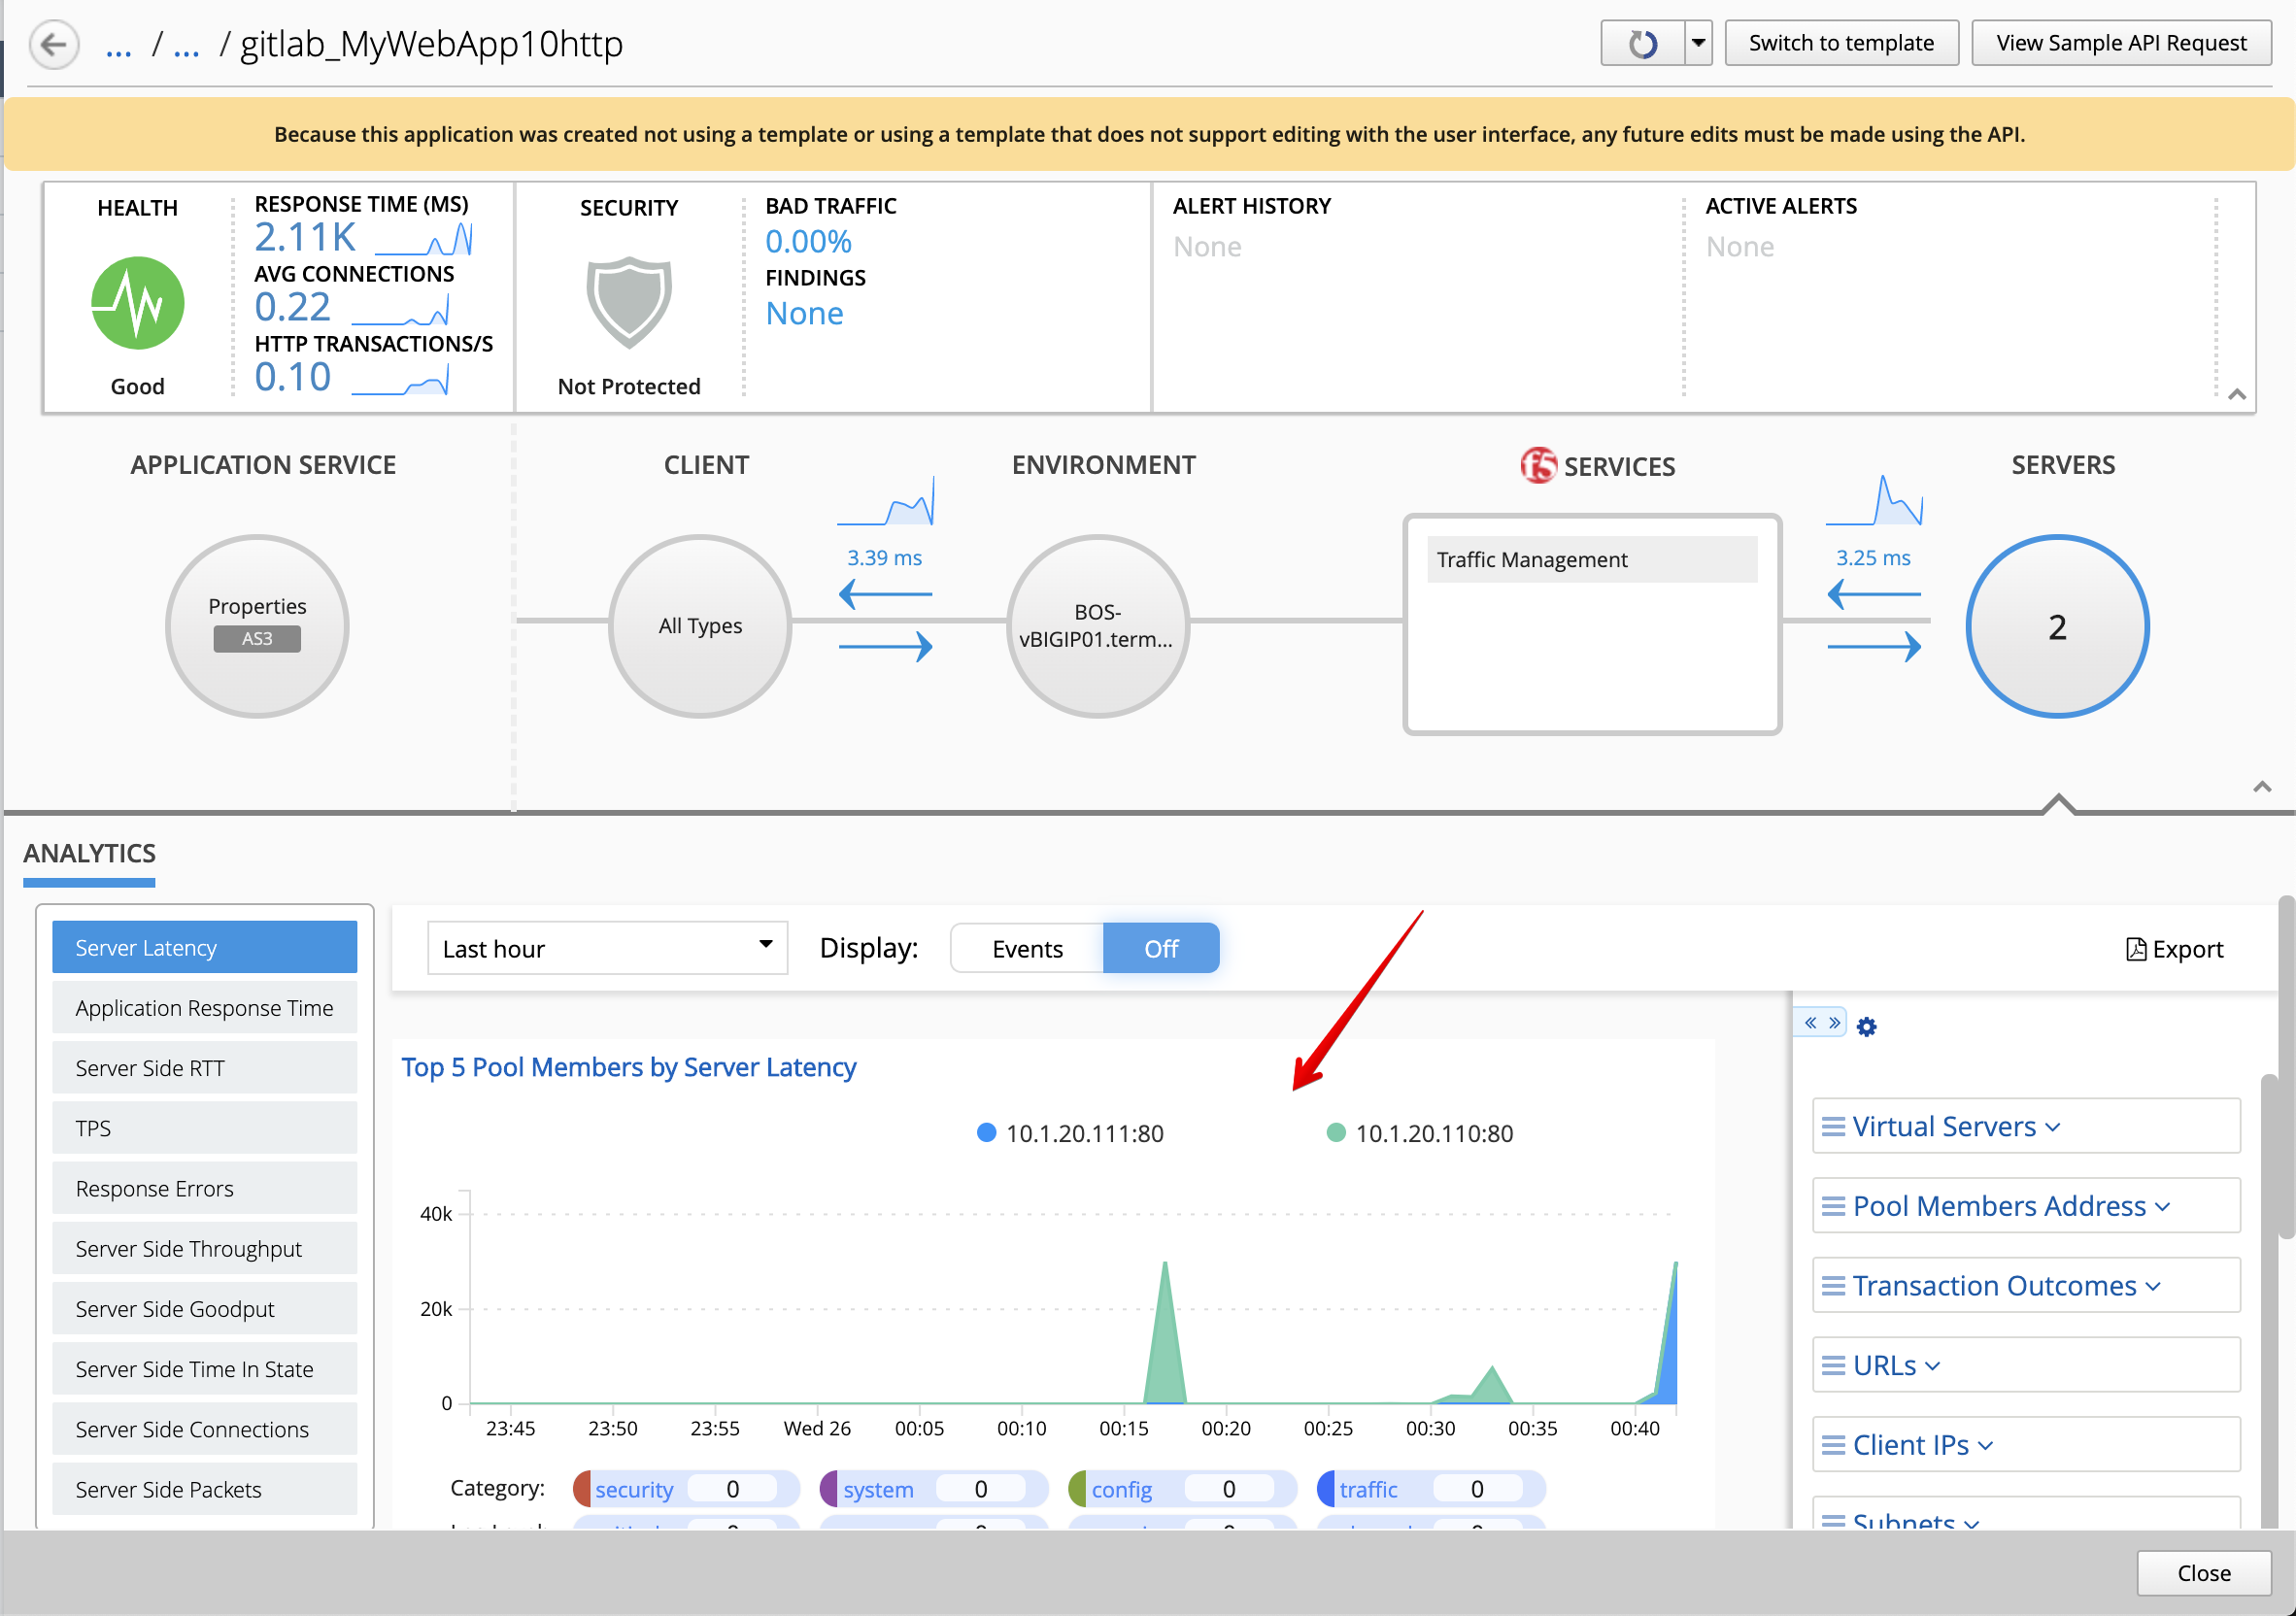 ... / ... / gitlab_MyWebApp10http
Switch to template
View Sample API Request
Because this application was created not using a template or using a template that does not support editing with the user interface, any future edits must be made using the API.
HEALTH
Good
RESPONSE TIME (MS)
2.11K
AVG CONNECTIONS
0.22
HTTP TRANSACTIONS/S
0.10
SECURITY
Not Protected
BAD TRAFFIC
0.00%
FINDINGS
None
ALERT HISTORY
None
ACTIVE ALERTS
None
APPLICATION SERVICE
CLIENT
ENVIRONMENT
f5 SERVICES
SERVERS
Properties
AS3
All Types
3.39 ms
BOS-
vBIGIP01.term...
Traffic Management
3.25 ms
2
ANALYTICS
Server Latency
Application Response Time
Server Side RTT
TPS
Response Errors
Server Side Throughput
Server Side Goodput
Server Side Time In State
Server Side Connections
Server Side Packets
Last hour
Display:
Events
Off
Export
Top 5 Pool Members by Server Latency
10.1.20.111:80
10.1.20.110:80
40k
20k
0
23:45 23:50 23:55 Wed 26 00:05 00:10 00:15 00:20 00:25 00:30 00:35 00:40
Category: security 0 system 0 config 0 traffic 0
« »
Virtual Servers
Pool Members Address
Transaction Outcomes
URLs
Client IPs
Subnets
Close